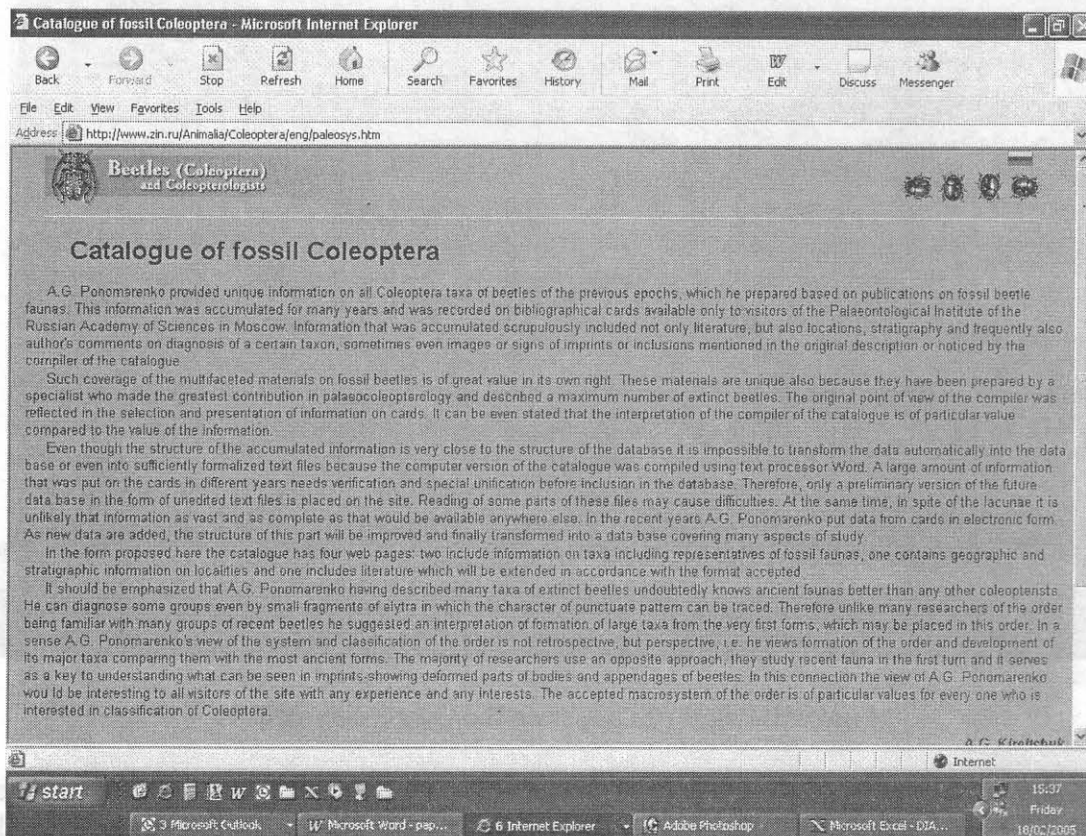 Catalogue of fossil Coleoptera - Microsoft Internet Explorer
Back Forward Stop Refresh Home Search Favorites History Mail Print Edit Discuss Messenger
File Edit View Favorites Tools Help
Address http://www.zin.ru/Animalia/Coleoptera/eng/paleosys.htm
Beetles (Coleoptera)
and Coleopterologists
Catalogue of fossil Coleoptera
A.G. Ponomarenko provided unique information on all Coleoptera taxa of beetles of the previous epochs, which he prepared based on publications on fossil beetle
faunas. This information was accumulated for many years and was recorded on bibliographical cards available only to visitors of the Palaeontological Institute of the
Russian Academy of Sciences in Moscow. Information that was accumulated scrupulously included not only literature, but also locations, stratigraphy and frequently also
author's comments on diagnosis of a certain taxon, sometimes even images or signs of imprints or inclusions mentioned in the original description or noticed by the
compiler of the catalogue.
Such coverage of the multifaceted materials on fossil beetles is of great value in its own right. These materials are unique also because they have been prepared by a
specialist who made the greatest contribution in palaeocoleopterology and described a maximum number of extinct beetles. The original point of view of the compiler was
reflected in the selection and presentation of information on cards. It can be even stated that the interpretation of the compiler of the catalogue is of particular value
compared to the value of the information.
Even though the structure of the accumulated information is very close to the structure of the database it is impossible to transform the data automatically into the data
base or even into sufficiently formalized text files because the computer version of the catalogue was compiled using text processor Word. A large amount of information
that was put on the cards in different years needs verification and special unification before inclusion in the database. Therefore, only a preliminary version of the future
data base in the form of unedited text files is placed on the site. Reading of some parts of these files may cause difficulties. At the same time, in spite of the lacunae it is
unlikely that information as vast and as complete as that would be available anywhere else. In the recent years A.G. Ponomarenko put data from cards in electronic form.
As new data are added, the structure of this part will be improved and finally transformed into a data base covering many aspects of study.
In the form proposed here the catalogue has four web pages: two include information on taxa including representatives of fossil faunas, one contains geographic and
stratigraphic information on localities and one includes literature which will be extended in accordance with the format accepted.
It should be emphasized that A.G. Ponomarenko having described many taxa of extinct beetles undoubtedly knows ancient faunas better than any other coleopterists.
He can diagnose some groups even by small fragments of elytra in which the character of punctuate pattern can be traced. Therefore unlike many researchers of the order
being familiar with many groups of recent beetles he suggested an interpretation of formation of large taxa from the very first forms, which may be placed in this order. In a
sense A.G. Ponomarenko's view of the system and classification of the order is not retrospective, but perspective, i.e. he views formation of the order and development of
its major taxa comparing them with the most ancient forms. The majority of researchers use an opposite approach, they study recent fauna in the first turn and it serves
as a key to understanding what can be seen in imprints-showing deformed parts of bodies and appendages of beetles. In this connection the view of A.G. Ponomarenko
wou ld be interesting to all visitors of the site with any experience and any interests. The accepted macrosystem of the order is of particular values for every one who is
interested in classification of Coleoptera.
A.G. Kirejtchuk
Internet
start
15:37
3 Microsoft Outlook Microsoft Word - pap... 6 Internet Explorer Adobe Photoshop Microsoft Excel - DIA...
Friday
18/02/2005